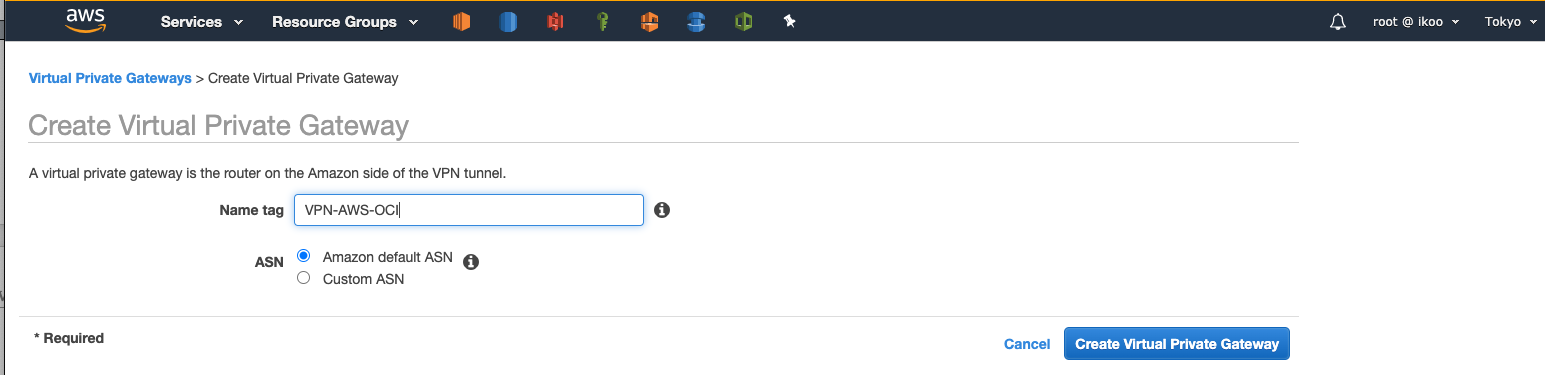 aws Services Resource Groups root @ ikoo Tokyo
Virtual Private Gateways > Create Virtual Private Gateway
Create Virtual Private Gateway
A virtual private gateway is the router on the Amazon side of the VPN tunnel.
Name tag VPN-AWS-OCI
ASN Amazon default ASN
Custom ASN
* Required Cancel Create Virtual Private Gateway